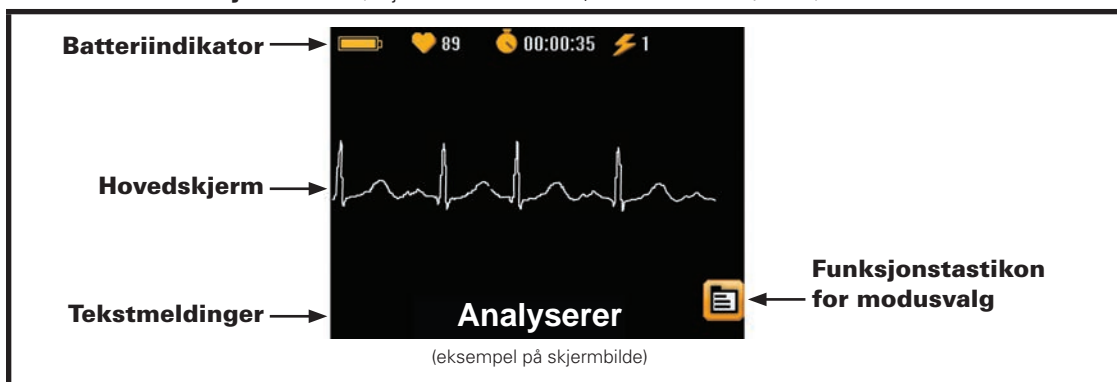 Batteriindikator
89 00:00:35 1
Hovedskjerm
Funksjonstastikon
for modusvalg
Tekstmeldinger
Analyserer
(eksempel på skjermbilde)